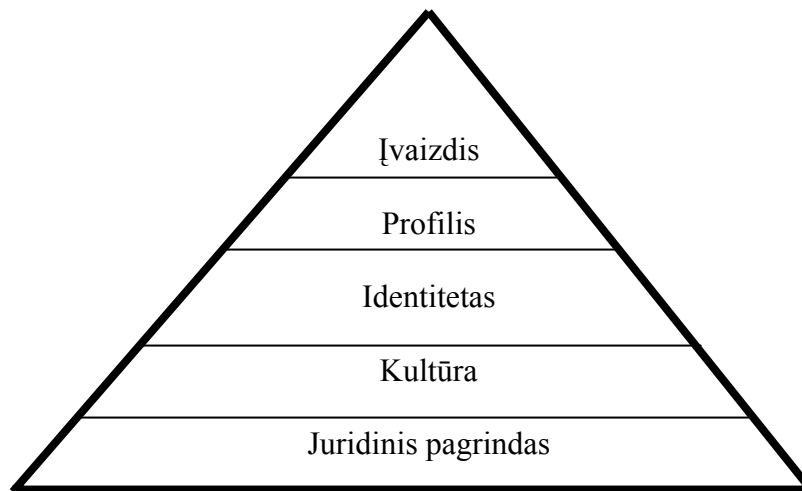 Įvaizdis
Profilis
Identitetas
Kultūra
Juridinis pagrindas